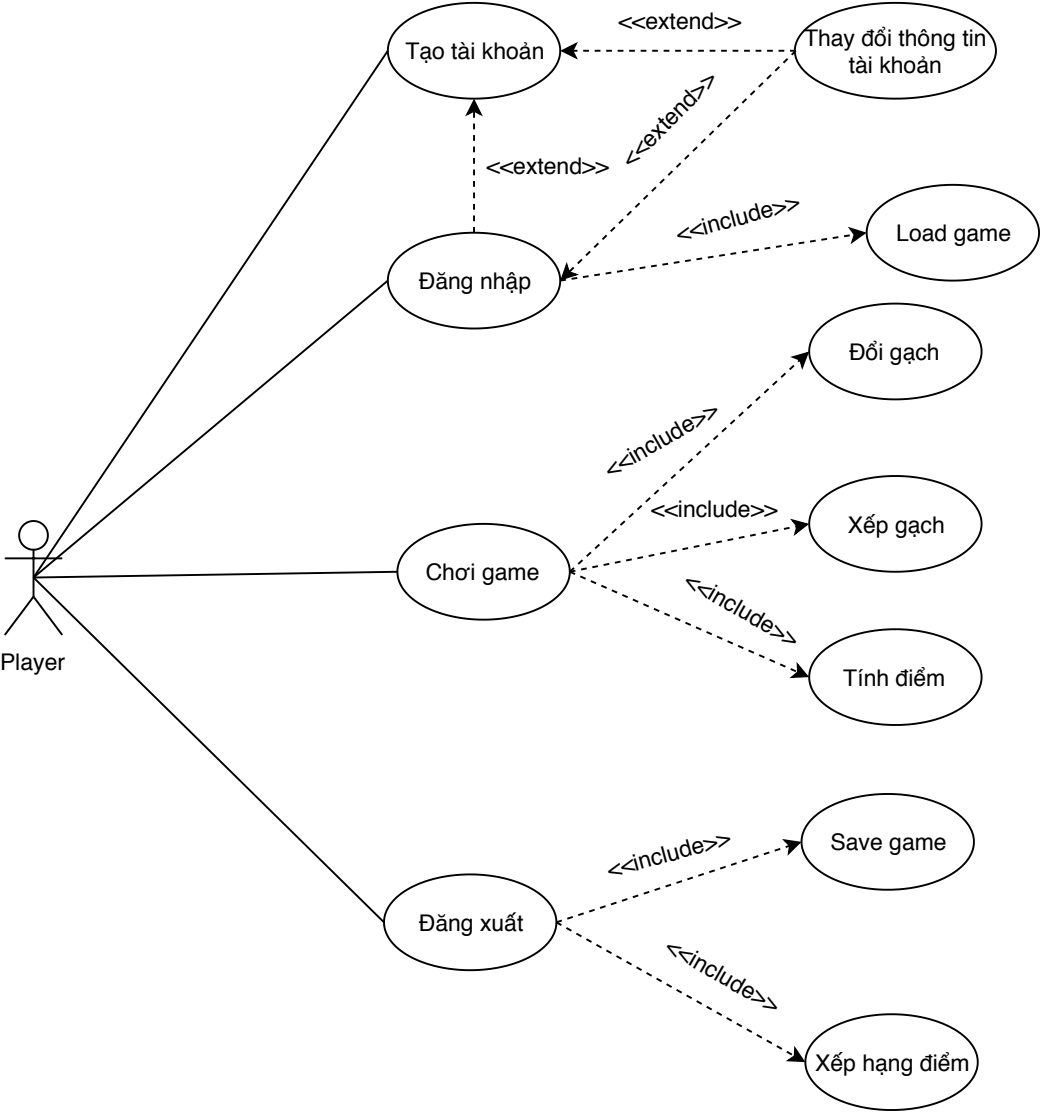 Tạo tài khoản
<<extend>>
Thay đổi thông tin
tài khoản
<<extend>>
<<extend>>
Đăng nhập
<<include>>
Load game
Đổi gạch
<<include>>
Xếp gạch
<<include>>
Chơi game
<<include>>
Tính điểm
Player
Save game
<<include>>
Đăng xuất
<<include>>
Xếp hạng điểm